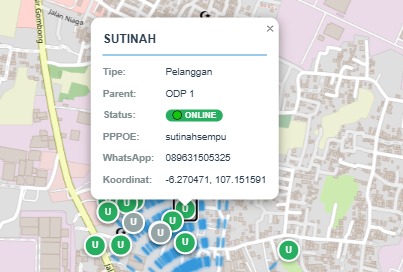 Jalan Niaga
Gombong
×
SUTINAH
Tipe: Pelanggan
Parent: ODP 1
Status: ONLINE
PPPOE: sutinahsempu
WhatsApp: 089631505325
Koordinat: -6.270471, 107.151591
U
U
U
U
U
U
U
U
U